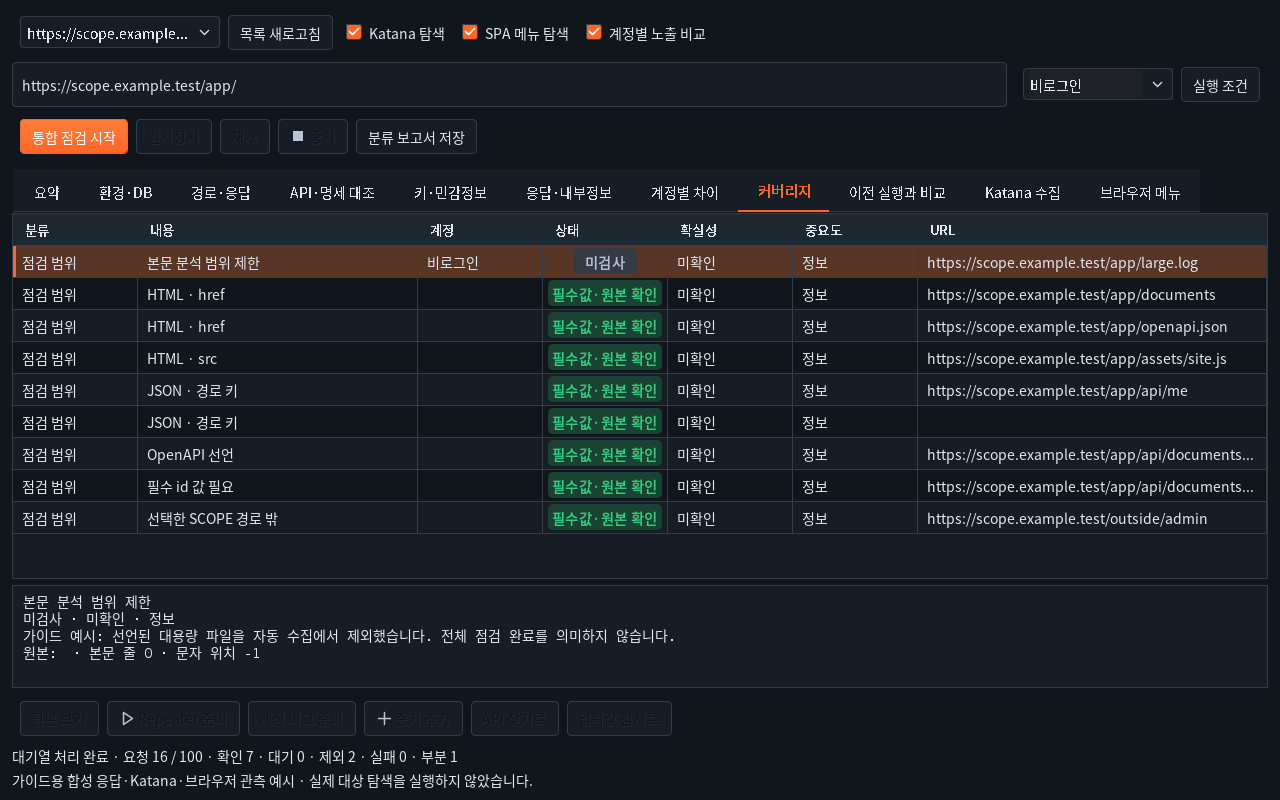 https://scope.example... 목록 새로고침 Katana 탐색 SPA 메뉴 탐색 계정별 노출 비교
https://scope.example.test/app/ 비로그인 실행 조건
통합 점검 시작 일시정지 재개 중지 분류 보고서 저장
요약 환경·DB 경로·응답 API·명세 대조 키·민감정보 응답·내부정보 계정별 차이 커버리지 이전 실행과 비교 Katana 수집 브라우저 메뉴
분류 내용 계정 상태 확실성 중요도 URL
점검 범위 본문 분석 범위 제한 비로그인 미검사 미확인 정보 https://scope.example.test/app/large.log
점검 범위 HTML · href 필수값·원본 확인 미확인 정보 https://scope.example.test/app/documents
점검 범위 HTML · href 필수값·원본 확인 미확인 정보 https://scope.example.test/app/openapi.json
점검 범위 HTML · src 필수값·원본 확인 미확인 정보 https://scope.example.test/app/assets/site.js
점검 범위 JSON · 경로 키 필수값·원본 확인 미확인 정보 https://scope.example.test/app/api/me
점검 범위 JSON · 경로 키 필수값·원본 확인 미확인 정보
점검 범위 OpenAPI 선언 필수값·원본 확인 미확인 정보 https://scope.example.test/app/api/documents...
점검 범위 필수 id 값 필요 필수값·원본 확인 미확인 정보 https://scope.example.test/app/api/documents...
점검 범위 선택한 SCOPE 경로 밖 필수값·원본 확인 미확인 정보 https://scope.example.test/outside/admin
본문 분석 범위 제한
미검사 · 미확인 · 정보
가이드 예시: 선언된 대용량 파일을 자동 수집에서 제외했습니다. 전체 점검 완료를 의미하지 않습니다.
원본: · 본문 줄 0 · 문자 위치 -1
원본 보기 Repeater 준비 계정 비교 준비 증거 추가
대기열 처리 완료 · 요청 16 / 100 · 확인 7 · 대기 0 · 제외 2 · 실패 0 · 부분 1
가이드용 합성 응답·Katana·브라우저 관측 예시 · 실제 대상 탐색을 실행하지 않았습니다.